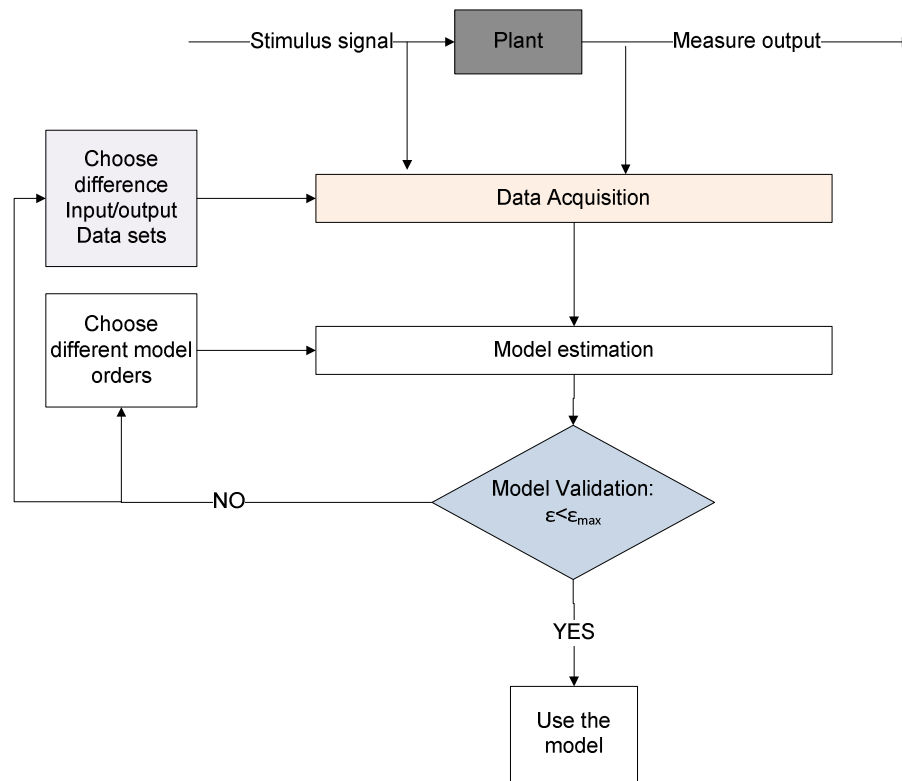 Stimulus signal
Plant
Measure output
Choose
difference
Input/output
Data sets
Data Acquisition
Choose
different model
orders
Model estimation
Model Validation:
ε<εmax
NO
YES
Use the
model